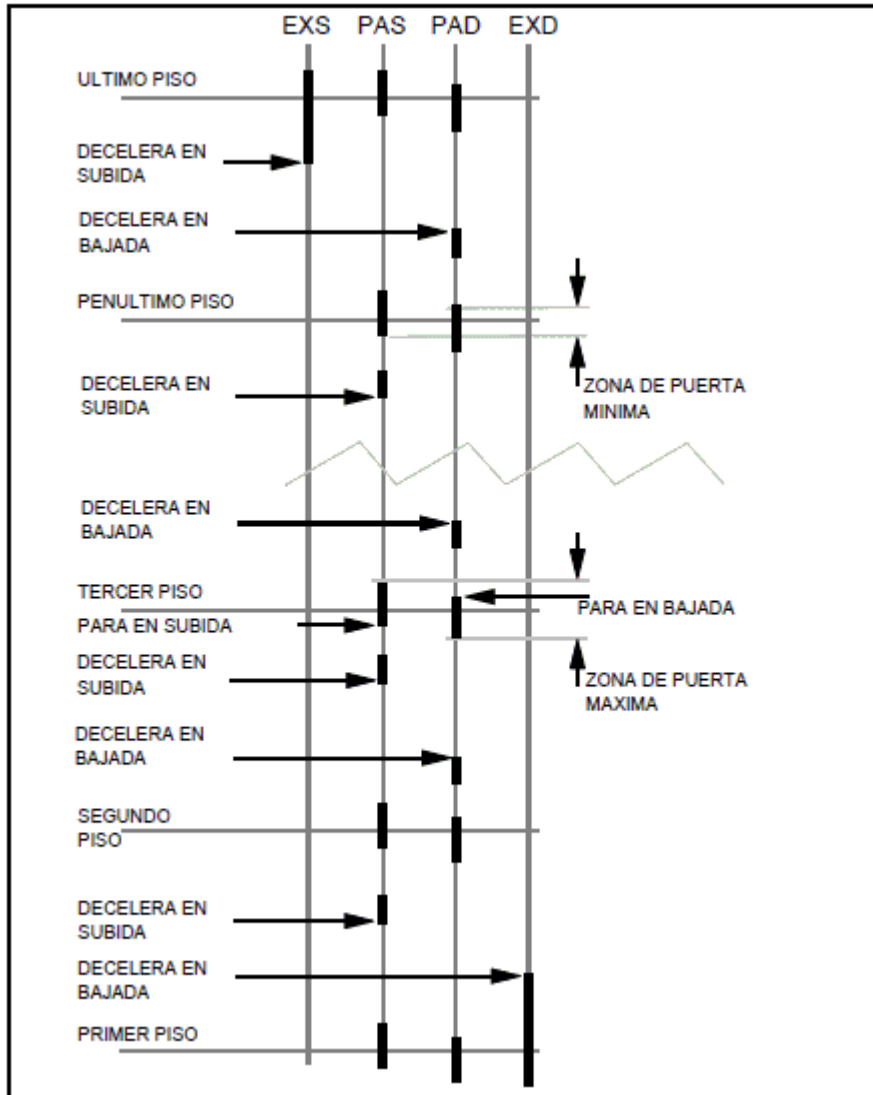 EXS PAS PAD EXD
ULTIMO PISO
DECELERA EN
SUBIDA
DECELERA EN
BAJADA
PENULTIMO PISO
DECELERA EN
SUBIDA
ZONA DE PUERTA
MINIMA
DECELERA EN
BAJADA
TERCER PISO
PARA EN BAJADA
PARA EN SUBIDA
DECELERA EN
SUBIDA
ZONA DE PUERTA
MAXIMA
DECELERA EN
BAJADA
SEGUNDO
PISO
DECELERA EN
SUBIDA
DECELERA EN
BAJADA
PRIMER PISO